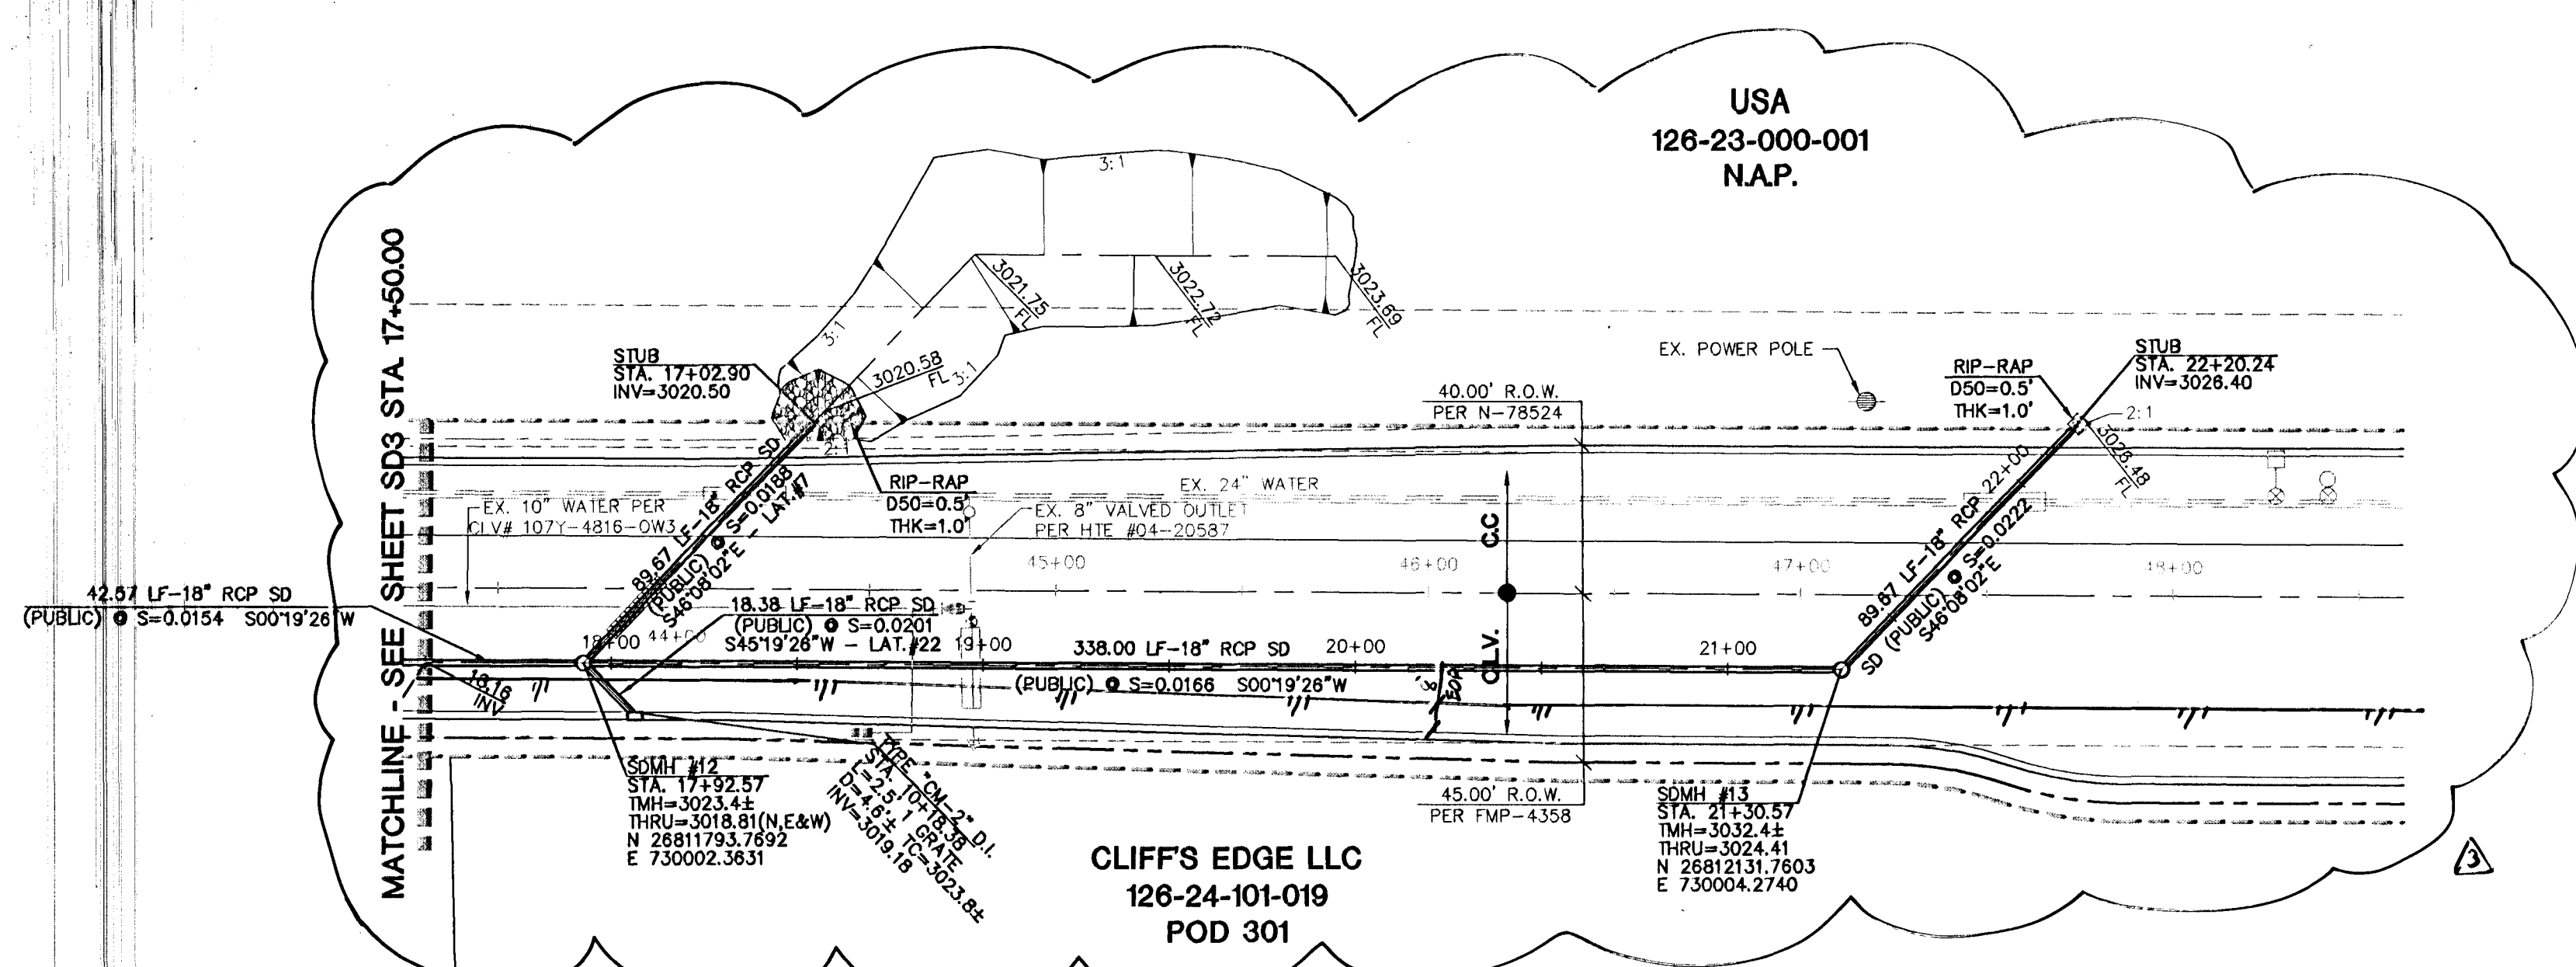 USA
126-23-000-001
N.A.P.
MATCHLINE - SEE SHEET SD3 STA. 17+50.00
3:1
3021.75
FL
3022.72
FL
3023.69
FL
3:1
3020.58
FL
3:1
STUB
STA. 17+02.90
INV=3020.50
2:1
RIP-RAP
D50=0.5'
THK=1.0'
EX. POWER POLE
40.00' R.O.W.
PER N-78524
RIP-RAP
D50=0.5'
THK=1.0'
STUB
STA. 22+20.24
INV=3026.40
2:1
3026.48
FL
EX. 10" WATER PER
CLV# 107Y-4816-OW3
EX. 24" WATER
EX. 8" VALVED OUTLET
PER HTE #04-20587
89.67 LF-18" RCP SD
(PUBLIC) @ S=0.0188
S46°08'02"E - LAT.#7
C.C
CLV.
45+00
46+00
47+00
48+00
22+00
89.67 LF-18" RCP
SD (PUBLIC) @ S=0.0222
S46°08'02"E
42.57 LF-18" RCP SD
(PUBLIC) @ S=0.0154 S00°19'26"W
18.38 LF-18" RCP SD
(PUBLIC) @ S=0.0201
S45°19'26"W - LAT.#22
18+00
44+00
19+00
338.00 LF-18" RCP SD
20+00
21+00
(PUBLIC) @ S=0.0166 S00°19'26"W
18.16
INV
8'
EOP
SDMH #12
STA. 17+92.57
TMH=3023.4±
THRU=3018.81(N,E&W)
N 26811793.7692
E 730002.3631
TYPE "CM-2" D.I.
STA. 10+18.38
L=2.5' 1 GRATE
D=4.6'± TC=3023.8±
INV=3019.18
45.00' R.O.W.
PER FMP-4358
SDMH #13
STA. 21+30.57
TMH=3032.4±
THRU=3024.41
N 26812131.7603
E 730004.2740
CLIFF'S EDGE LLC
126-24-101-019
POD 301
3